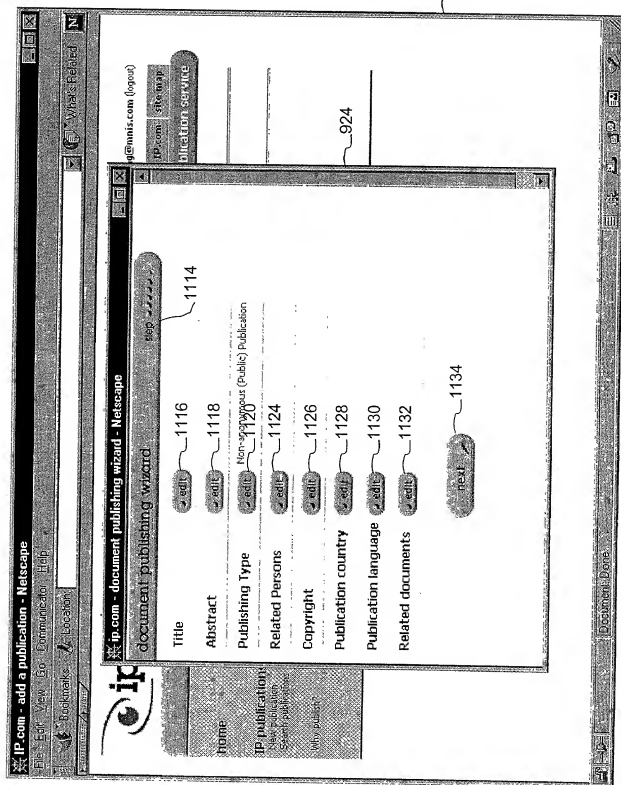 IP.com - add a publication - Netscape
File Edit View Go Communicator Help
Bookmarks Location:
What's Related
N
ip
g@mnis.com (logout)
IP.com site map
blication service
Home
IP publications
New publication
Search publications
Why publish?
ip.com - document publishing wizard - Netscape
document publishing wizard
step
1114
Title edit 1116
Abstract edit 1118
Publishing Type edit 1120 Non-anonymous (Public) Publication
Related Persons edit 1124
Copyright edit 1126
Publication country edit 1128
Publication language edit 1130
Related documents edit 1132
next 1134
924
Document: Done